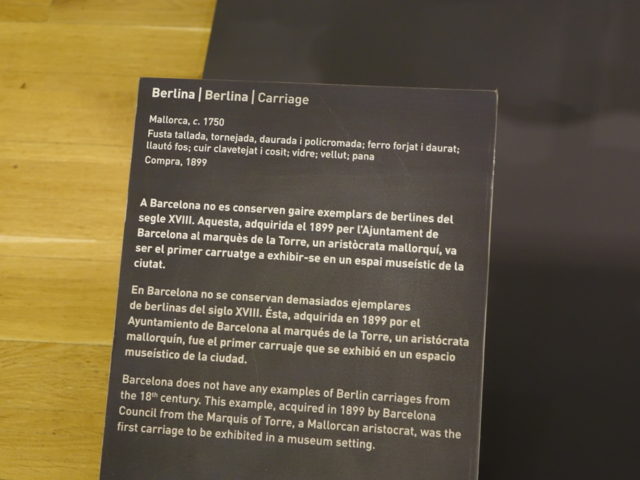 Berlina | Berlina | Carriage
Mallorca, c. 1750
Fusta tallada, tornejada, daurada i policromada; ferro forjat i daurat;
llautó fos; cuir clavetejat i cosit; vidre; vellut; pana
Compra, 1899
A Barcelona no es conserven gaire exemplars de berlines del
segle XVIII. Aquesta, adquirida el 1899 per l'Ajuntament de
Barcelona al marquès de la Torre, un aristòcrata mallorquí, va
ser el primer carruatge a exhibir-se en un espai museístic de la
ciutat.
En Barcelona no se conservan demasiados ejemplares
de berlinas del siglo XVIII. Ésta, adquirida en 1899 por el
Ayuntamiento de Barcelona al marqués de la Torre, un aristócrata
mallorquín, fue el primer carruaje que se exhibió en un espacio
museístico de la ciudad.
Barcelona does not have any examples of Berlin carriages from
the 18th century. This example, acquired in 1899 by Barcelona
Council from the Marquis of Torre, a Mallorcan aristocrat, was the
first carriage to be exhibited in a museum setting.